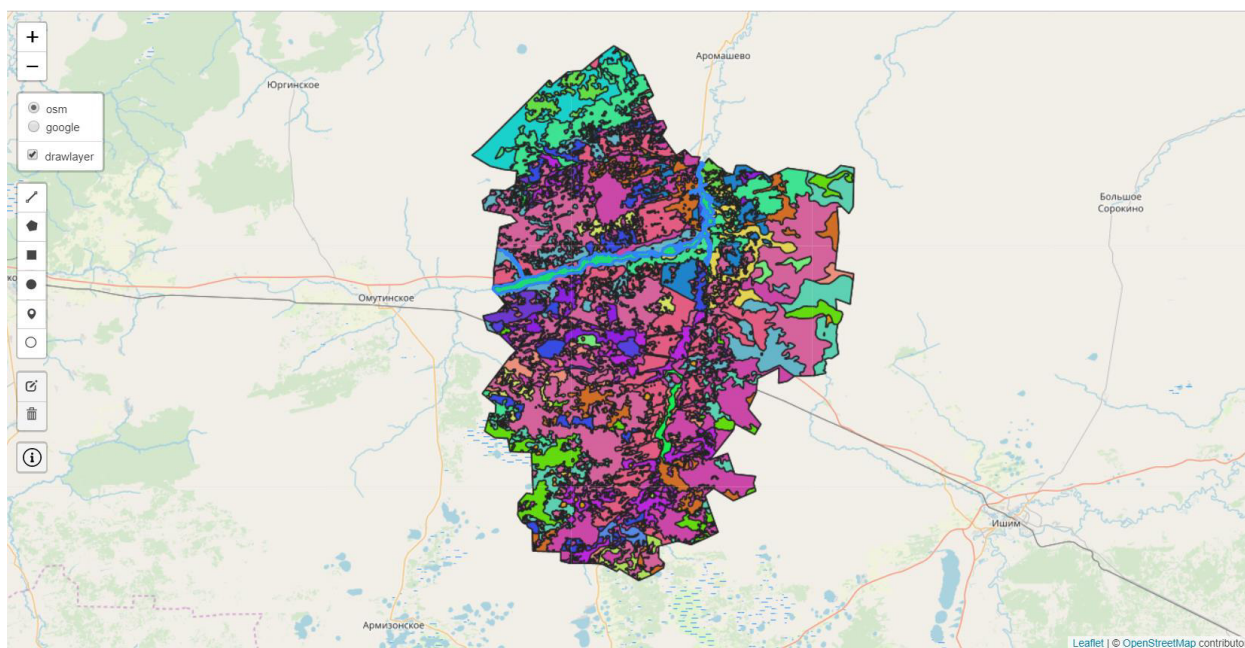 +
−
osm
google
drawlayer
Аромашево
Юргинское
Большое
Сорокино
Омутинское
Ишим
Армизонское
Leaflet | © OpenStreetMap contributo